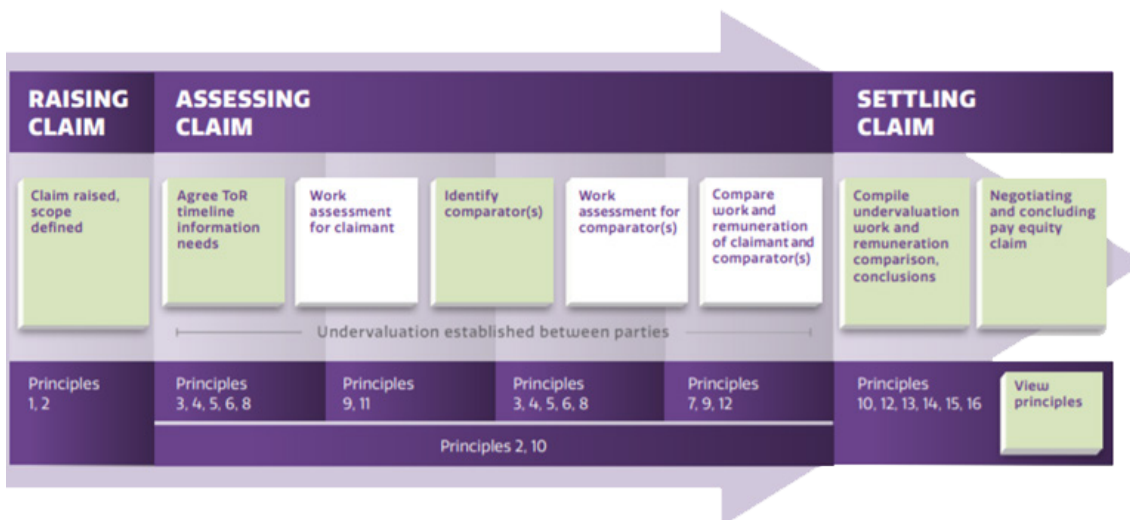 RAISING
CLAIM
ASSESSING
CLAIM
SETTLING
CLAIM
Claim raised,
scope
defined
Agree ToR
timeline
information
needs
Work
assessment
for claimant
Identify
comparator(s)
Work
assessment for
comparator(s)
Compare
work and
remuneration
of claimant and
comparator(s)
Compile
undervaluation
work and
remuneration
comparison,
conclusions
Negotiating
and concluding
pay equity
claim
Undervaluation established between parties
Principles
1, 2
Principles
3, 4, 5, 6, 8
Principles
9, 11
Principles
3, 4, 5, 6, 8
Principles
7, 9, 12
Principles
10, 12, 13, 14, 15, 16
View
principles
Principles 2, 10